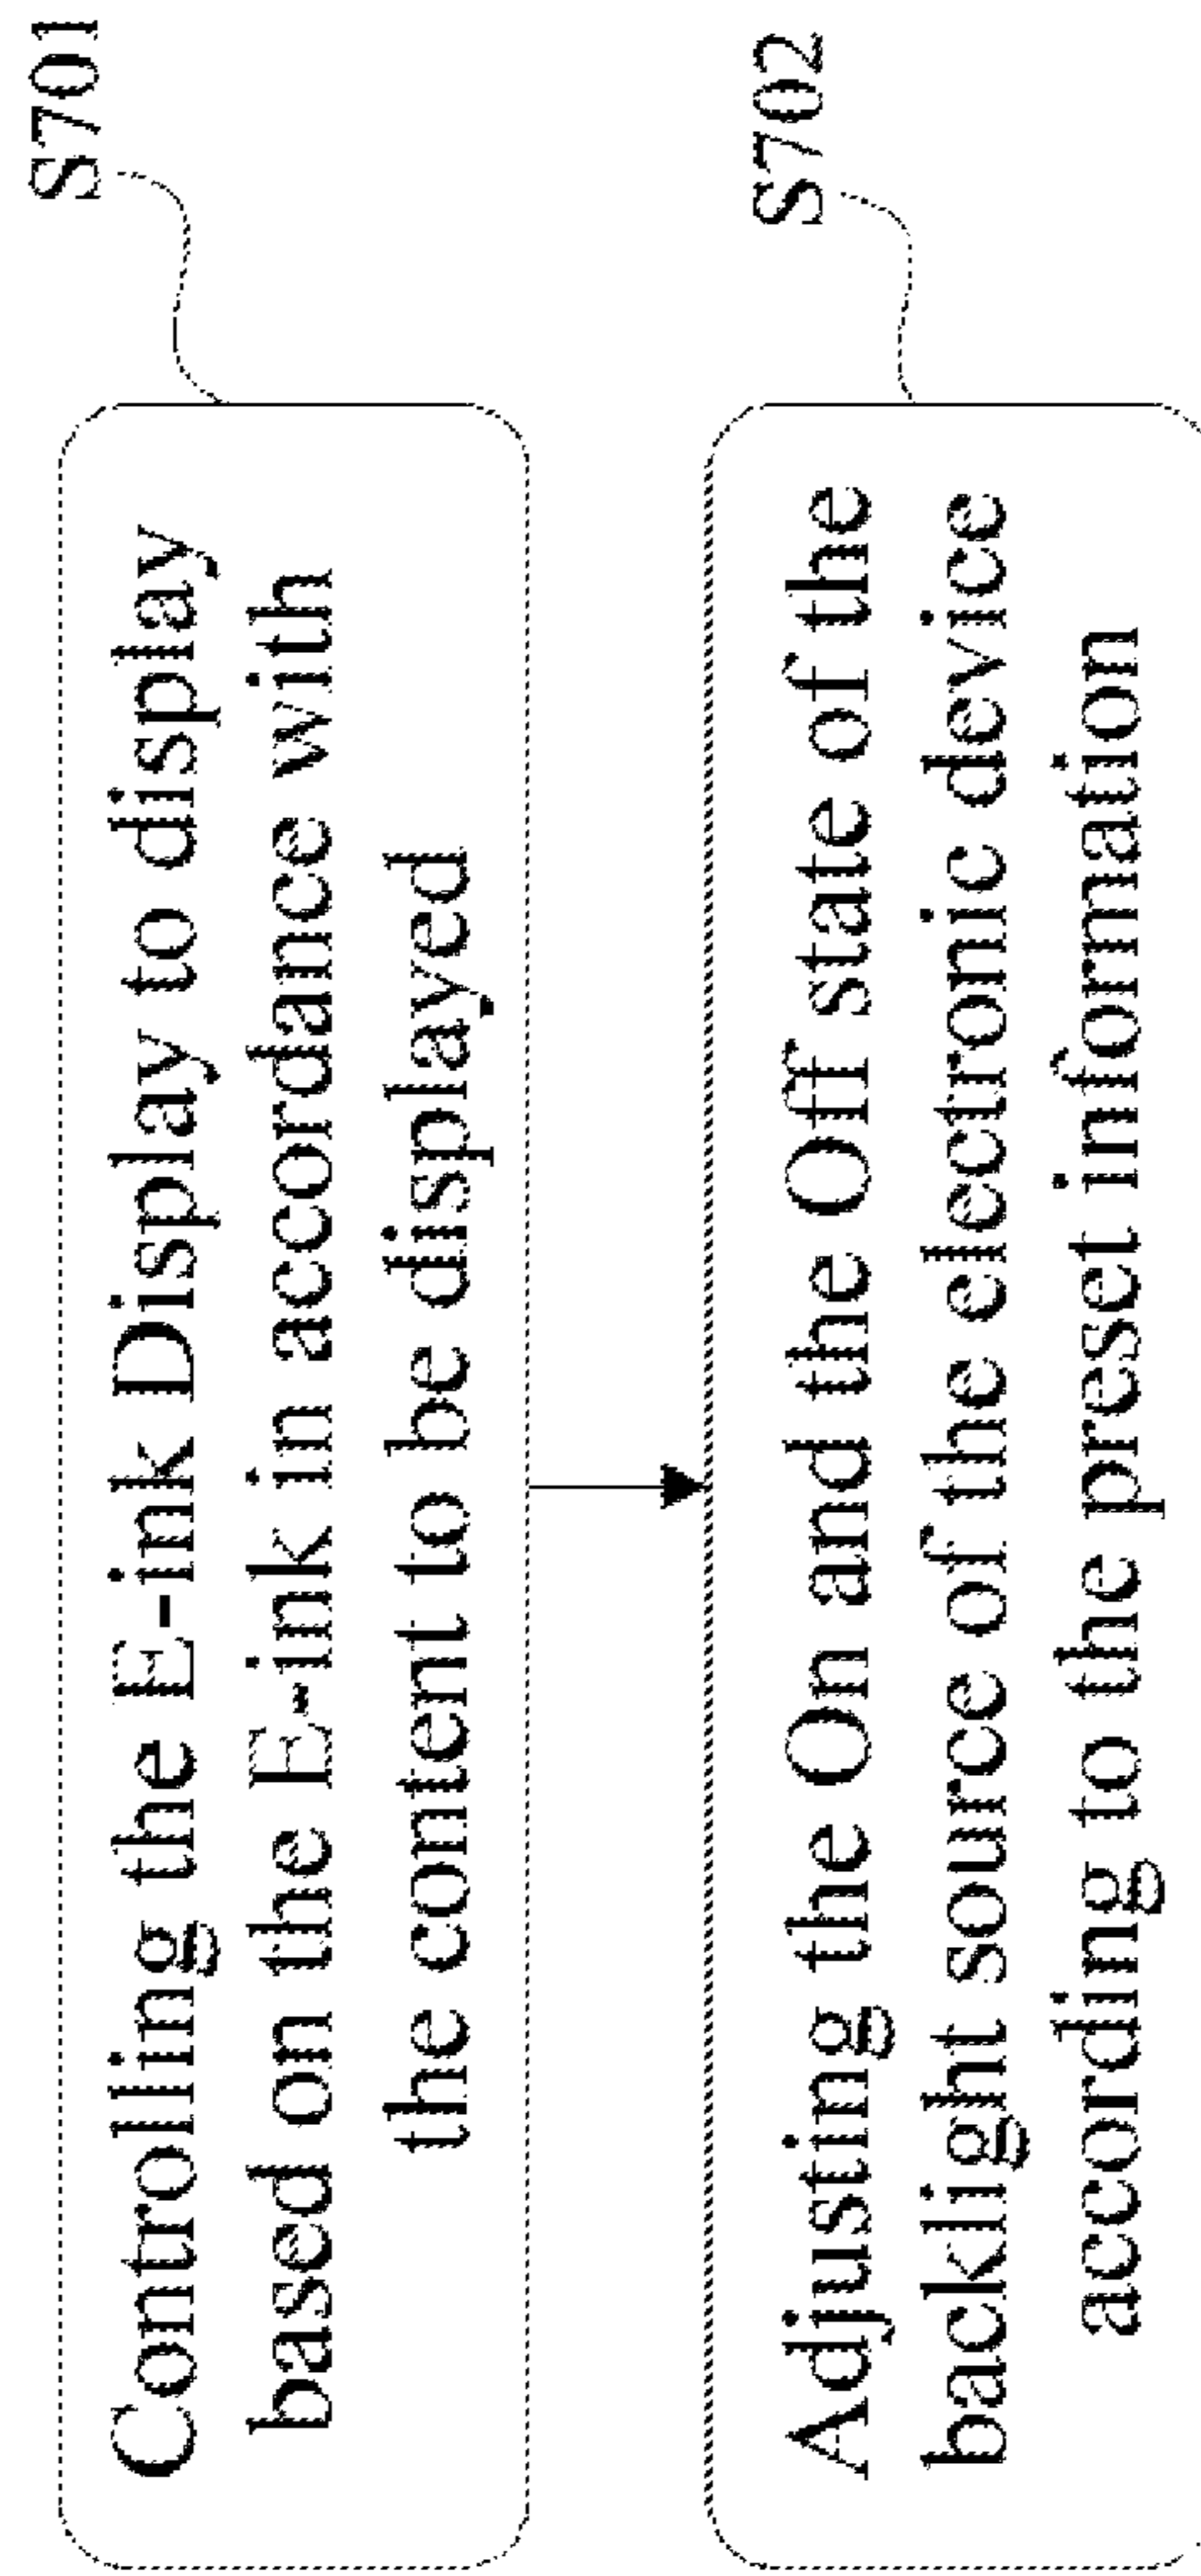 S701
Controlling the E-ink Display to display
based on the E-ink in accordance with
the content to be displayed
S702
Adjusting the On and the Off state of the
backlight source of the electronic device
according to the preset information